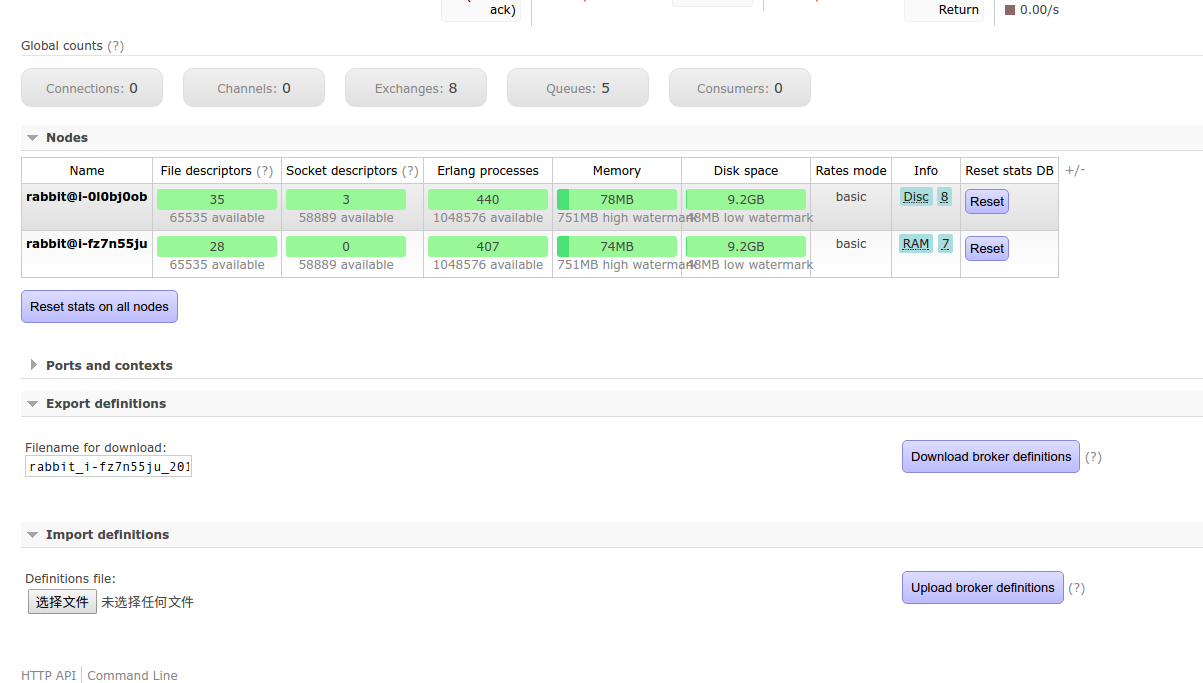 ack)
Return
0.00/s
Global counts (?)
Connections: 0 Channels: 0 Exchanges: 8 Queues: 5 Consumers: 0
Nodes
Name File descriptors (?) Socket descriptors (?) Erlang processes Memory Disk space Rates mode Info Reset stats DB +/-
rabbit@i-0l0bj0ob 35 3 440 78MB 9.2GB basic Disc 8 Reset
65535 available 58889 available 1048576 available 751MB high watermark 48MB low watermark
rabbit@i-fz7n55ju 28 0 407 74MB 9.2GB basic RAM 7 Reset
65535 available 58889 available 1048576 available 751MB high watermark 48MB low watermark
Reset stats on all nodes
Ports and contexts
Export definitions
Filename for download:
rabbit_i-fz7n55ju_201
Download broker definitions (?)
Import definitions
Definitions file:
选择文件 未选择任何文件
Upload broker definitions (?)
HTTP API Command Line